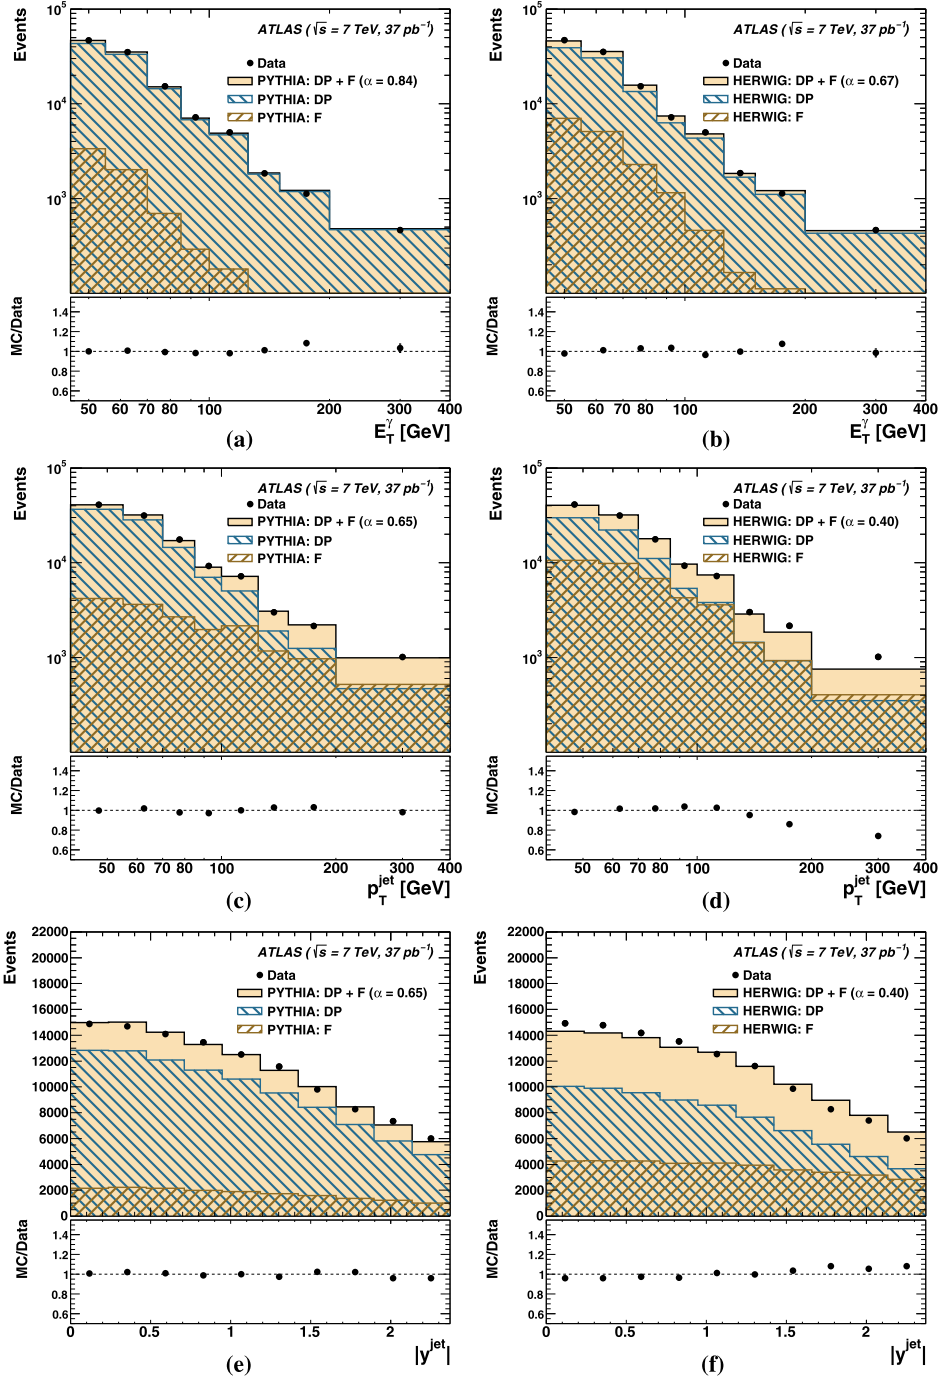 Events
10^5
10^4
10^3
ATLAS (√s = 7 TeV, 37 pb⁻¹)
Data
PYTHIA: DP + F (α = 0.84)
PYTHIA: DP
PYTHIA: F
MC/Data
1.4
1.2
1
0.8
0.6
50 60 70 80 100 200 300 400
E_T^γ [GeV]
(a)
Events
10^5
10^4
10^3
ATLAS (√s = 7 TeV, 37 pb⁻¹)
Data
HERWIG: DP + F (α = 0.67)
HERWIG: DP
HERWIG: F
MC/Data
1.4
1.2
1
0.8
0.6
50 60 70 80 100 200 300 400
E_T^γ [GeV]
(b)
Events
10^5
10^4
10^3
ATLAS (√s = 7 TeV, 37 pb⁻¹)
Data
PYTHIA: DP + F (α = 0.65)
PYTHIA: DP
PYTHIA: F
MC/Data
1.4
1.2
1
0.8
0.6
50 60 70 80 100 200 300 400
p_T^jet [GeV]
(c)
Events
10^5
10^4
10^3
ATLAS (√s = 7 TeV, 37 pb⁻¹)
Data
HERWIG: DP + F (α = 0.40)
HERWIG: DP
HERWIG: F
MC/Data
1.4
1.2
1
0.8
0.6
50 60 70 80 100 200 300 400
p_T^jet [GeV]
(d)
Events
22000
20000
18000
16000
14000
12000
10000
8000
6000
4000
2000
0
ATLAS (√s = 7 TeV, 37 pb⁻¹)
Data
PYTHIA: DP + F (α = 0.65)
PYTHIA: DP
PYTHIA: F
MC/Data
1.4
1.2
1
0.8
0.6
0 0.5 1 1.5 2
|y^jet|
(e)
Events
22000
20000
18000
16000
14000
12000
10000
8000
6000
4000
2000
0
ATLAS (√s = 7 TeV, 37 pb⁻¹)
Data
HERWIG: DP + F (α = 0.40)
HERWIG: DP
HERWIG: F
MC/Data
1.4
1.2
1
0.8
0.6
0 0.5 1 1.5 2
|y^jet|
(f)